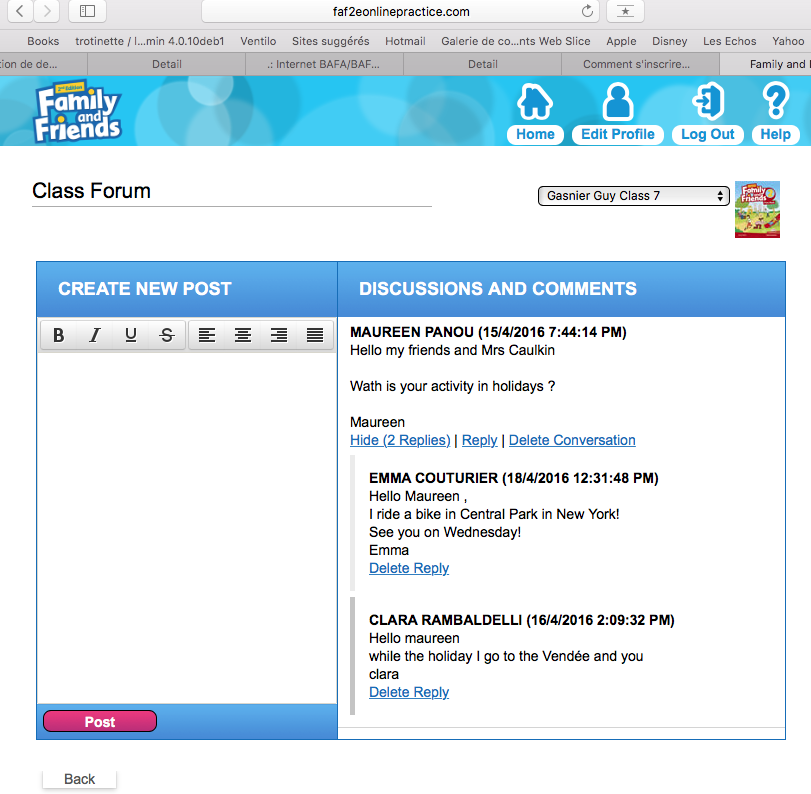 faf2eonlinepractice.com
Books trotinette / l...min 4.0.10deb1 Ventilo Sites suggérés Hotmail Galerie de co...nts Web Slice Apple Disney Les Echos Yahoo
tion de de... Detail .: Internet BAFA/BAF... Detail Comment s'inscrire... Family and
2nd Edition
Family
and
Friends
Home Edit Profile Log Out Help
Class Forum
Gasnier Guy Class 7
Family and
Friends
CREATE NEW POST
DISCUSSIONS AND COMMENTS
B I U S
MAUREEN PANOU (15/4/2016 7:44:14 PM)
Hello my friends and Mrs Caulkin
Wath is your activity in holidays ?
Maureen
Hide (2 Replies) | Reply | Delete Conversation
EMMA COUTURIER (18/4/2016 12:31:48 PM)
Hello Maureen ,
I ride a bike in Central Park in New York!
See you on Wednesday!
Emma
Delete Reply
CLARA RAMBALDELLI (16/4/2016 2:09:32 PM)
Hello maureen
while the holiday I go to the Vendée and you
clara
Delete Reply
Post
Back